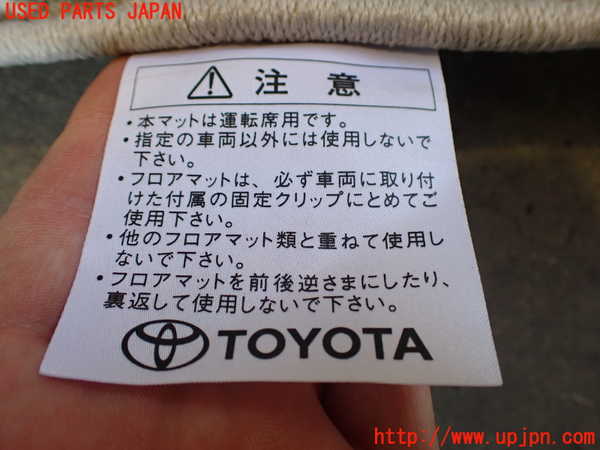 USED PARTS JAPAN
注意
・本マットは運転席用です。
・指定の車両以外には使用しないで
下さい。
・フロアマットは、必ず車両に取り付
けた付属の固定クリップにとめてご
使用下さい。
・他のフロアマット類と重ねて使用し
ないで下さい。
・フロアマットを前後逆さまにしたり、
裏返して使用しないで下さい。
TOYOTA
http://www.upjpn.com/